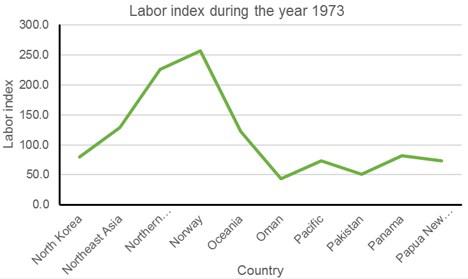 Labor index during the year 1973
300.0
250.0
200.0
150.0
100.0
50.0
0.0
Labor index
North Korea
Northeast Asia
Northern...
Norway
Oceania
Oman
Pacific
Pakistan
Panama
Papua New...
Country